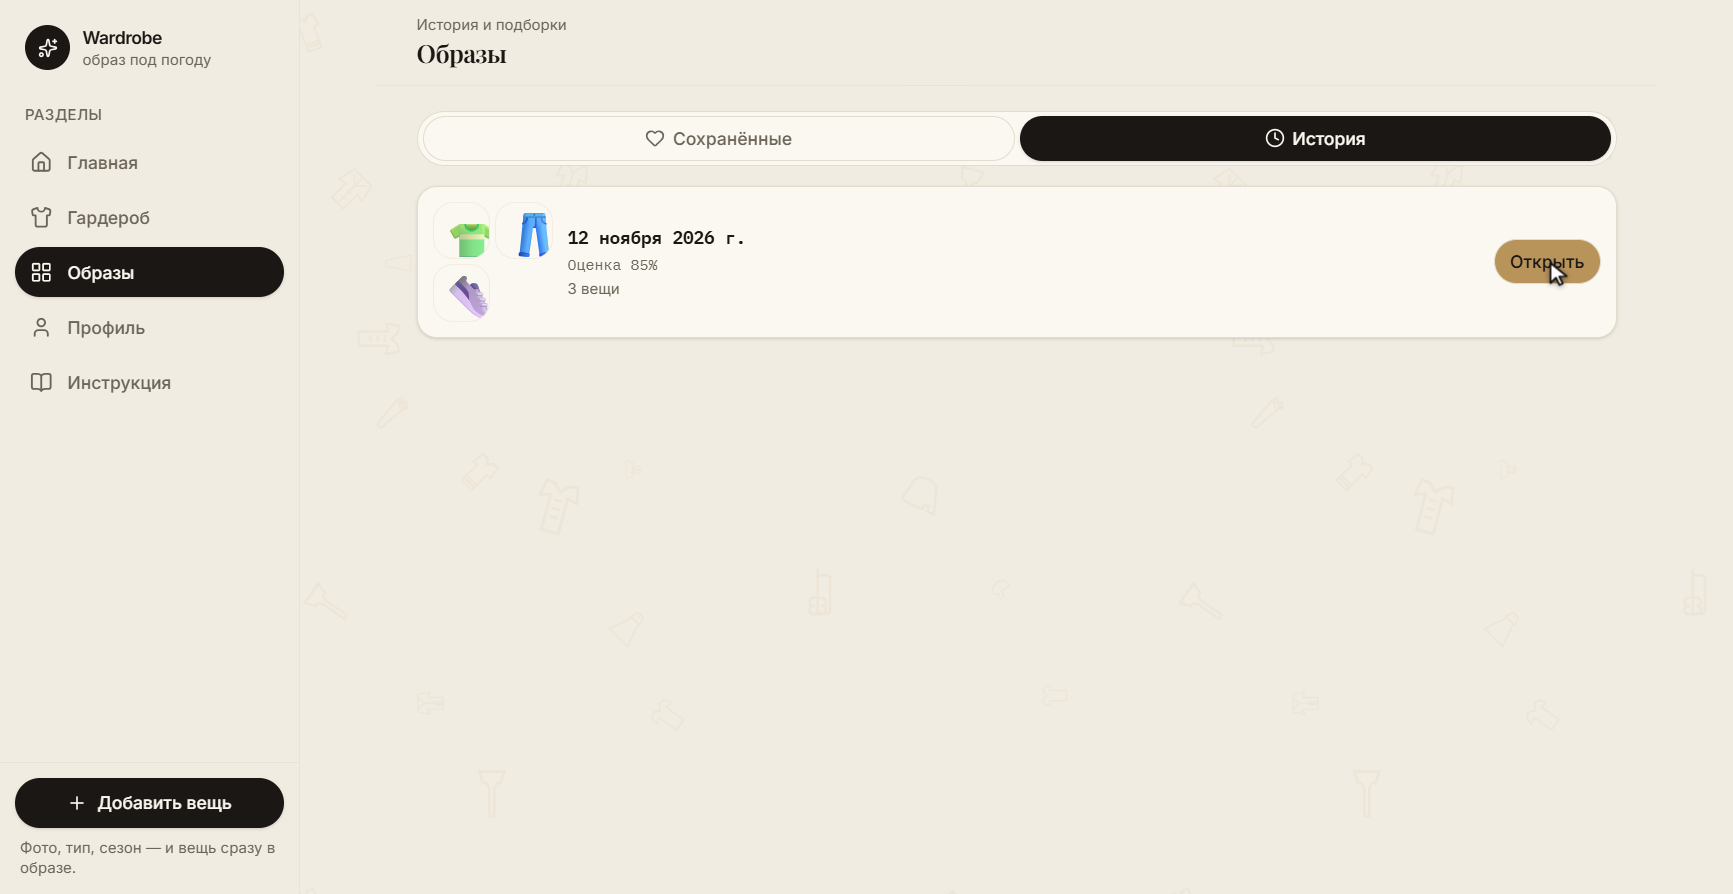 Wardrobe
образ под погоду
РАЗДЕЛЫ
Главная
Гардероб
Образы
Профиль
Инструкция
Добавить вещь
Фото, тип, сезон — и вещь сразу в
образе.
История и подборки
Образы
Сохранённые
История
12 ноября 2026 г.
Оценка 85%
3 вещи
Открыть